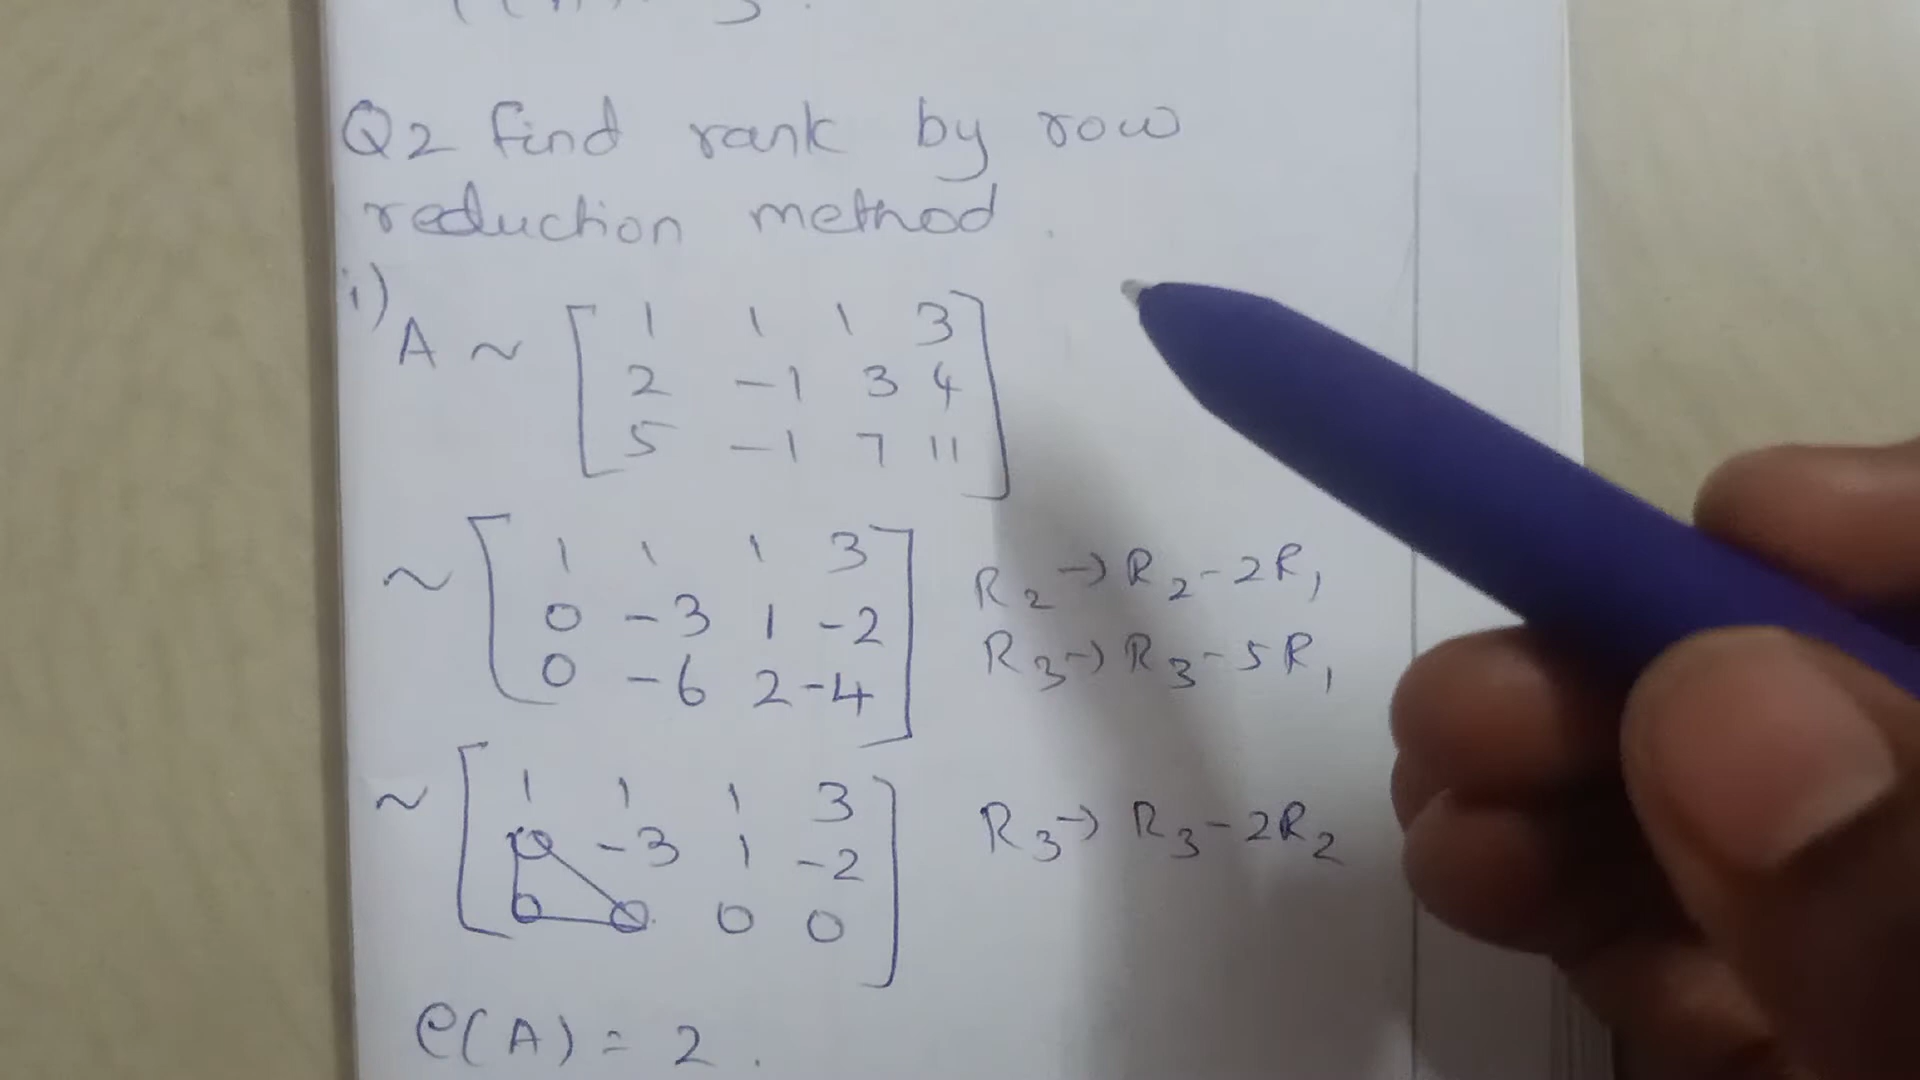 Q2 find rank by row
reduction method.
i)
A ~ [ 1 1 1 3
2 -1 3 4
5 -1 7 11 ]
~ [ 1 1 1 3
0 -3 1 -2 R2 → R2 - 2R1
0 -6 2 -4 ] R3 → R3 - 5R1
~ [ 1 1 1 3
0 -3 1 -2 R3 → R3 - 2R2
0 0 0 0 ]
ρ(A) = 2.